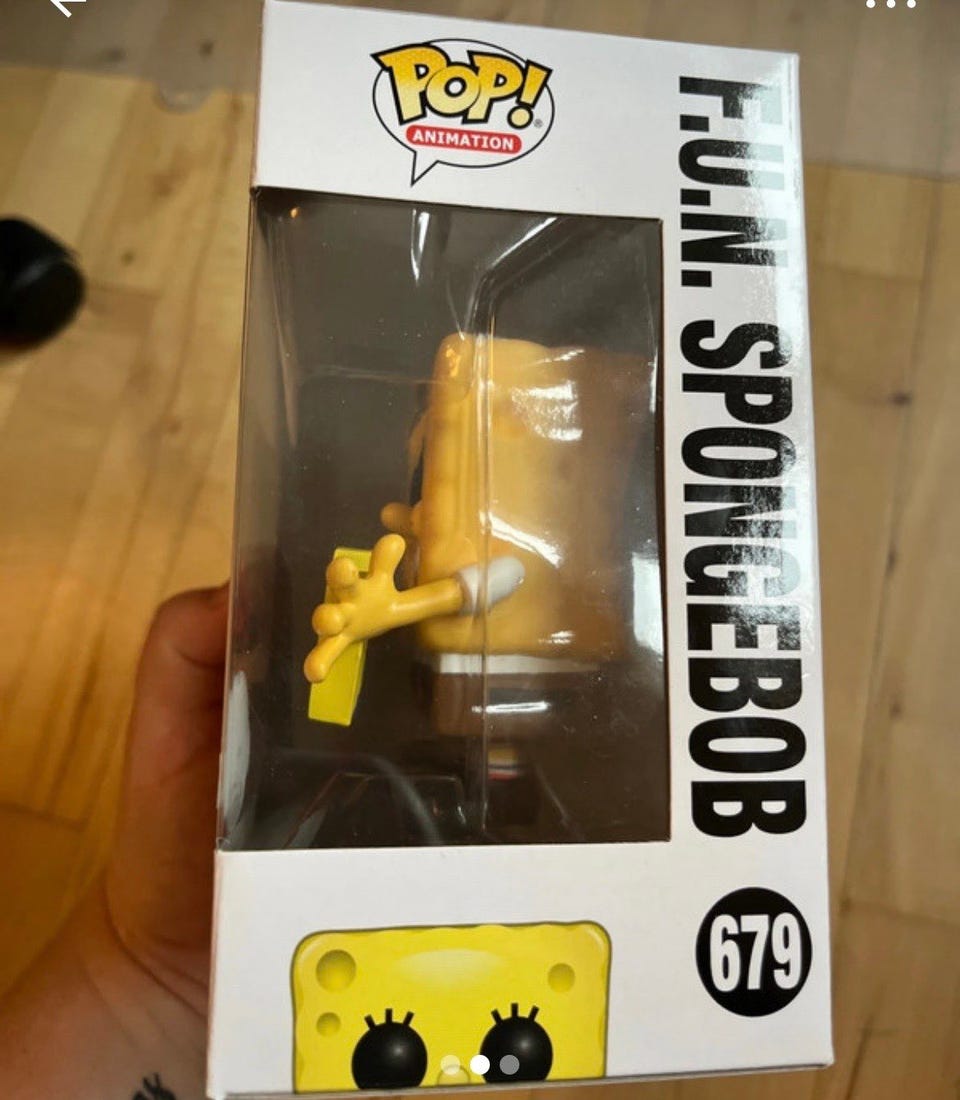 POP!
ANIMATION
F.U.N. SPONGEBOB
679